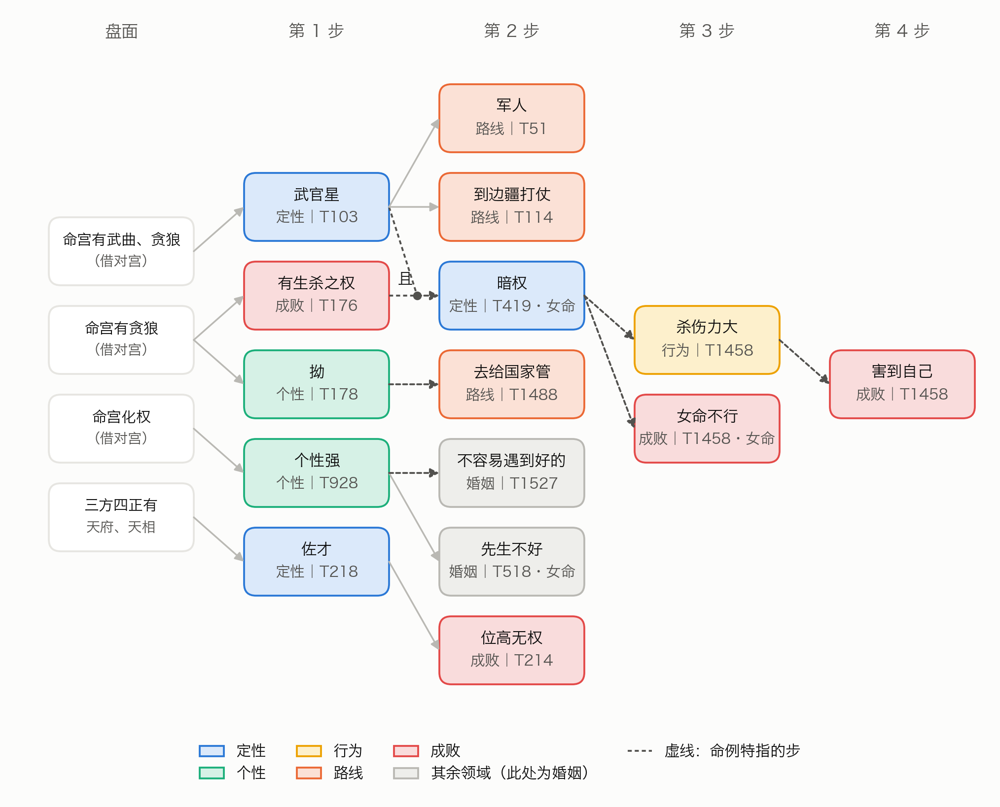 盘面
第 1 步
第 2 步
第 3 步
第 4 步
命宫有武曲、贪狼
（借对宫）
命宫有贪狼
（借对宫）
命宫化权
（借对宫）
三方四正有
天府、天相
武官星
定性｜T103
有生杀之权
成败｜T176
拗
个性｜T178
个性强
个性｜T928
佐才
定性｜T218
且
军人
路线｜T51
到边疆打仗
路线｜T114
暗权
定性｜T419・女命
去给国家管
路线｜T1488
不容易遇到好的
婚姻｜T1527
先生不好
婚姻｜T518・女命
位高无权
成败｜T214
杀伤力大
行为｜T1458
女命不行
成败｜T1458・女命
害到自己
成败｜T1458
定性
行为
成败
虚线：命例特指的步
个性
路线
其余领域（此处为婚姻）